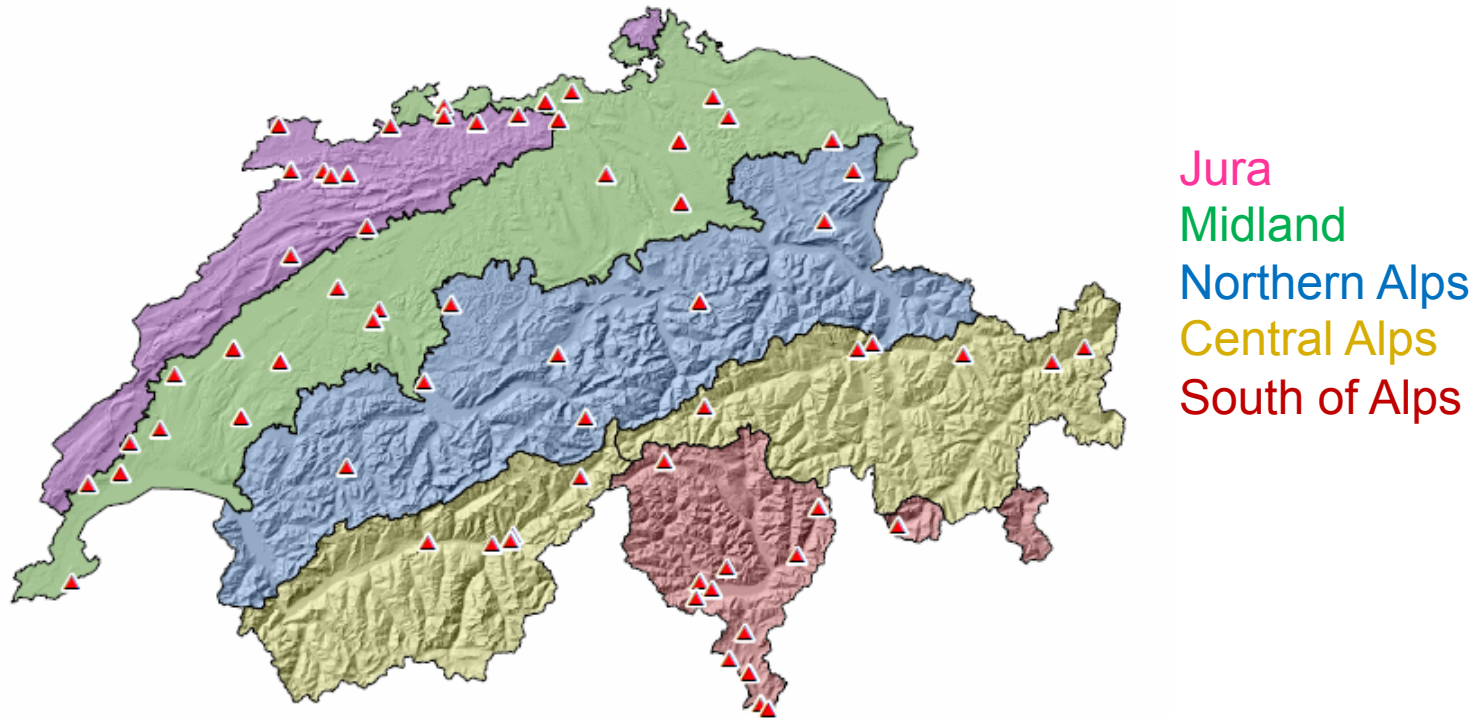 Jura
Midland
Northern Alps
Central Alps
South of Alps